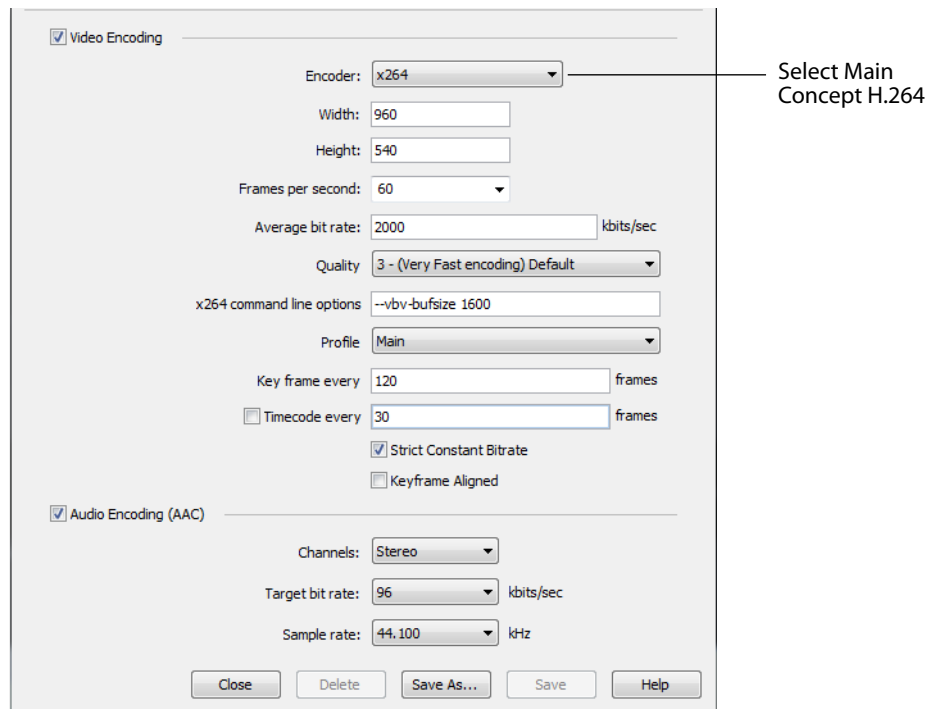 Video Encoding
Encoder: x264
Select Main
Concept H.264
Width: 960
Height: 540
Frames per second: 60
Average bit rate: 2000 kbits/sec
Quality 3 - (Very Fast encoding) Default
x264 command line options --vbv-bufsize 1600
Profile Main
Key frame every 120 frames
Timecode every 30 frames
Strict Constant Bitrate
Keyframe Aligned
Audio Encoding (AAC)
Channels: Stereo
Target bit rate: 96 kbits/sec
Sample rate: 44.100 kHz
Close Delete Save As... Save Help